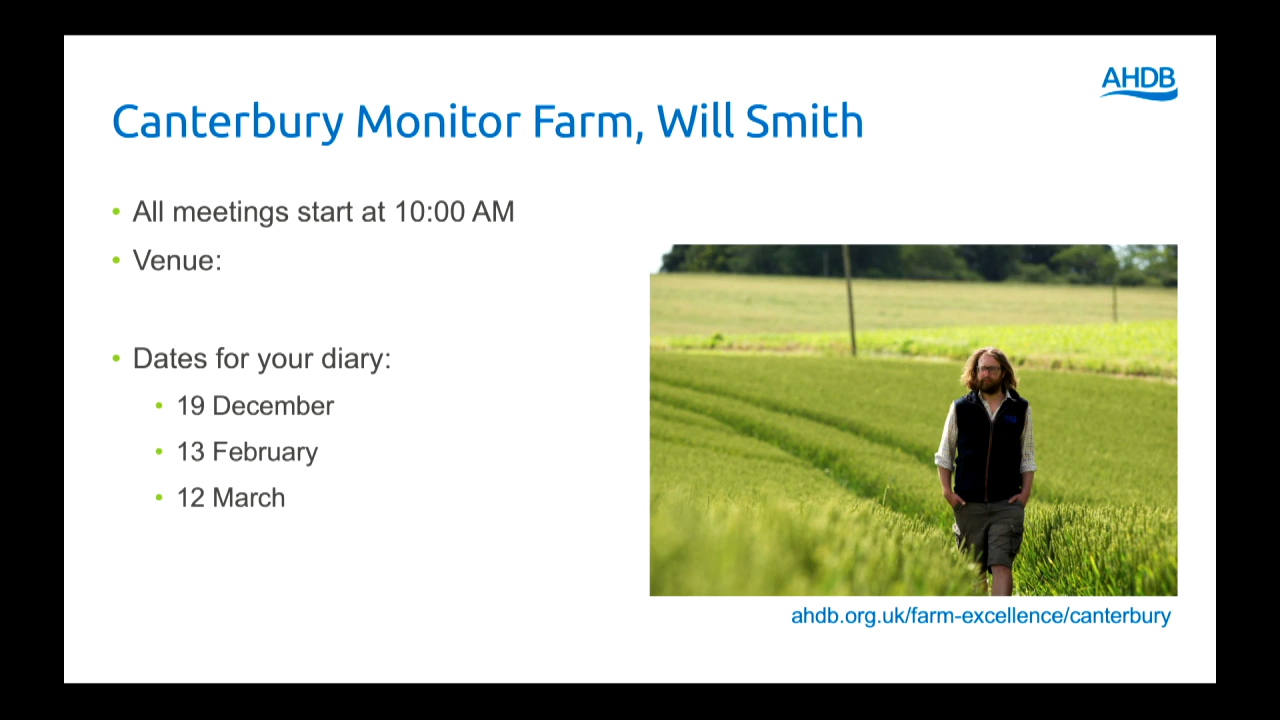 AHDB
Canterbury Monitor Farm, Will Smith
• All meetings start at 10:00 AM
• Venue:
• Dates for your diary:
• 19 December
• 13 February
• 12 March
ahdb.org.uk/farm-excellence/canterbury